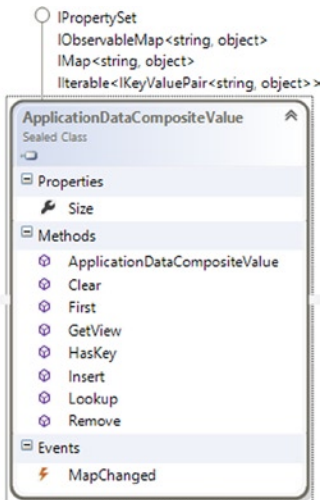 IPropertySet
IObservableMap<string, object>
IMap<string, object>
IIterable<IKeyValuePair<string, object>>
ApplicationDataCompositeValue
Sealed Class
Properties
Size
Methods
ApplicationDataCompositeValue
Clear
First
GetView
HasKey
Insert
Lookup
Remove
Events
MapChanged